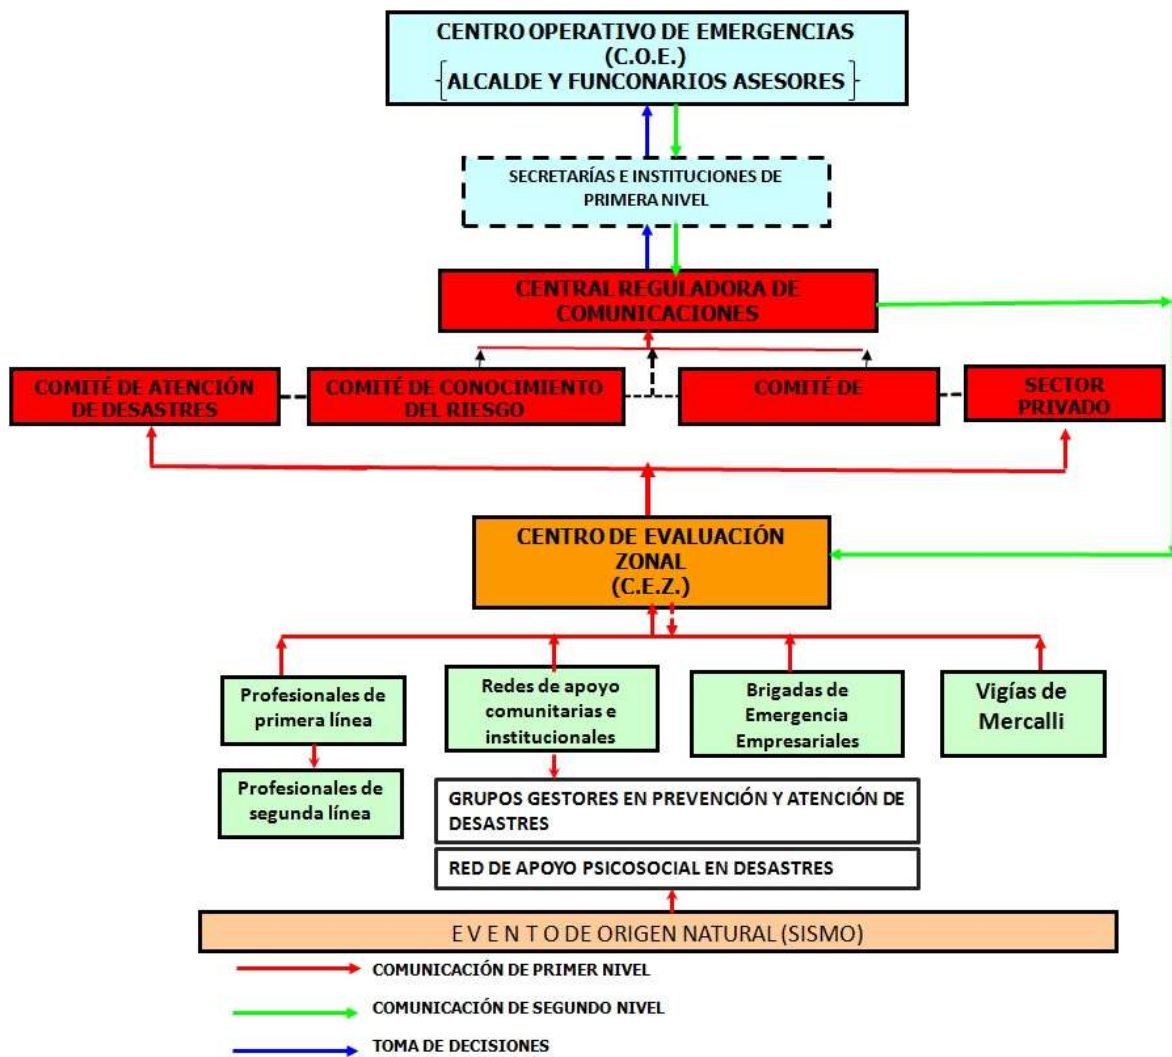 CENTRO OPERATIVO DE EMERGENCIAS
(C.O.E.)
ALCALDE Y FUNCONARIOS ASESORES
SECRETARÍAS E INSTITUCIONES DE
PRIMERA NIVEL
CENTRAL REGULADORA DE
COMUNICACIONES
COMITÉ DE ATENCIÓN
DE DESASTRES
COMITÉ DE CONOCIMIENTO
DEL RIESGO
COMITÉ DE
SECTOR
PRIVADO
CENTRO DE EVALUACIÓN
ZONAL
(C.E.Z.)
Profesionales de
primera línea
Redes de apoyo
comunitarias e
institucionales
Brigadas de
Emergencia
Empresariales
Vigías de
Mercalli
Profesionales de
segunda línea
GRUPOS GESTORES EN PREVENCIÓN Y ATENCIÓN DE
DESASTRES
RED DE APOYO PSICOSOCIAL EN DESASTRES
E V E N T O DE ORIGEN NATURAL (SISMO)
COMUNICACIÓN DE PRIMER NIVEL
COMUNICACIÓN DE SEGUNDO NIVEL
TOMA DE DECISIONES